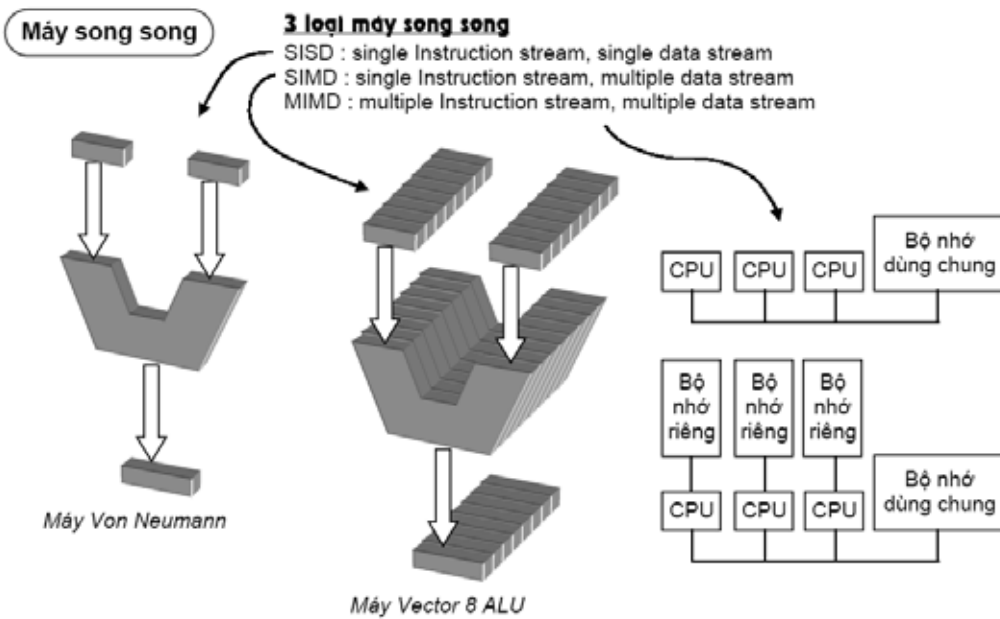 Máy song song
3 loại máy song song
SISD : single Instruction stream, single data stream
SIMD : single Instruction stream, multiple data stream
MIMD : multiple Instruction stream, multiple data stream
CPU
CPU
CPU
Bộ nhớ
dùng chung
Bộ
nhớ
riêng
Bộ
nhớ
riêng
Bộ
nhớ
riêng
CPU
CPU
CPU
Bộ nhớ
dùng chung
Máy Von Neumann
Máy Vector 8 ALU